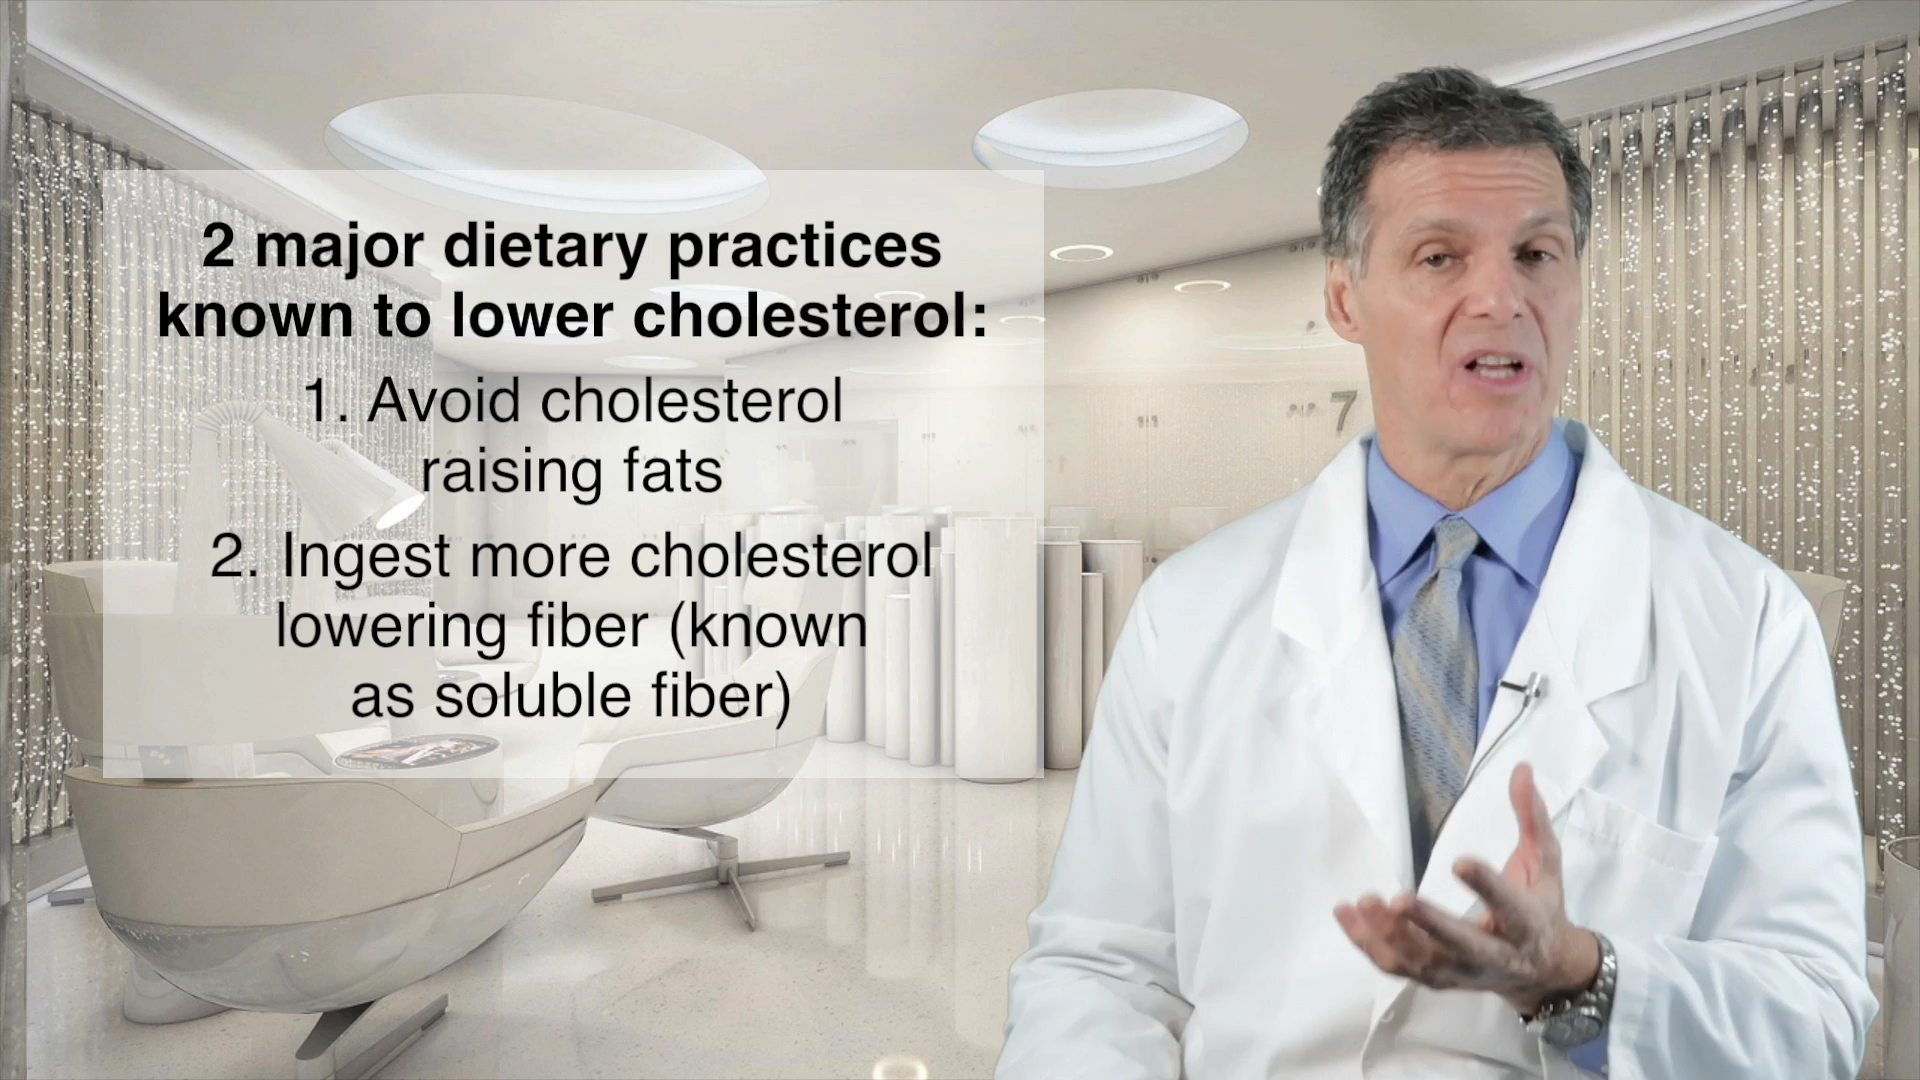 2 major dietary practices
known to lower cholesterol:
1. Avoid cholesterol
raising fats
2. Ingest more cholesterol
lowering fiber (known
as soluble fiber)
7